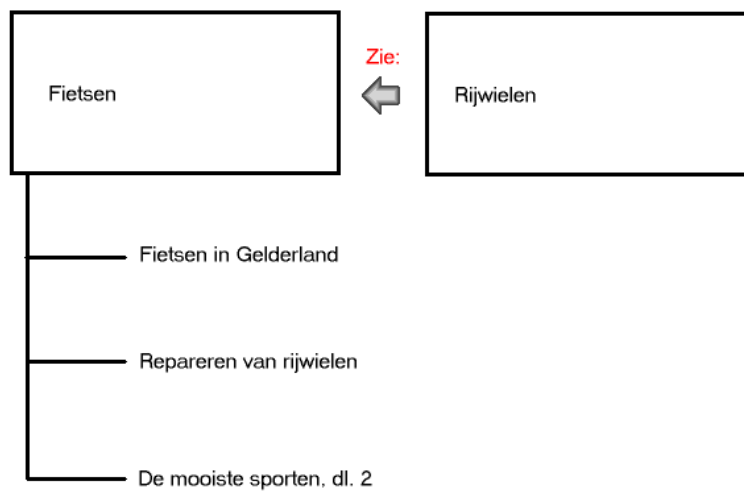 Zie:
Fietsen
Rijwielen
Fietsen in Gelderland
Repareren van rijwielen
De mooiste sporten, dl. 2